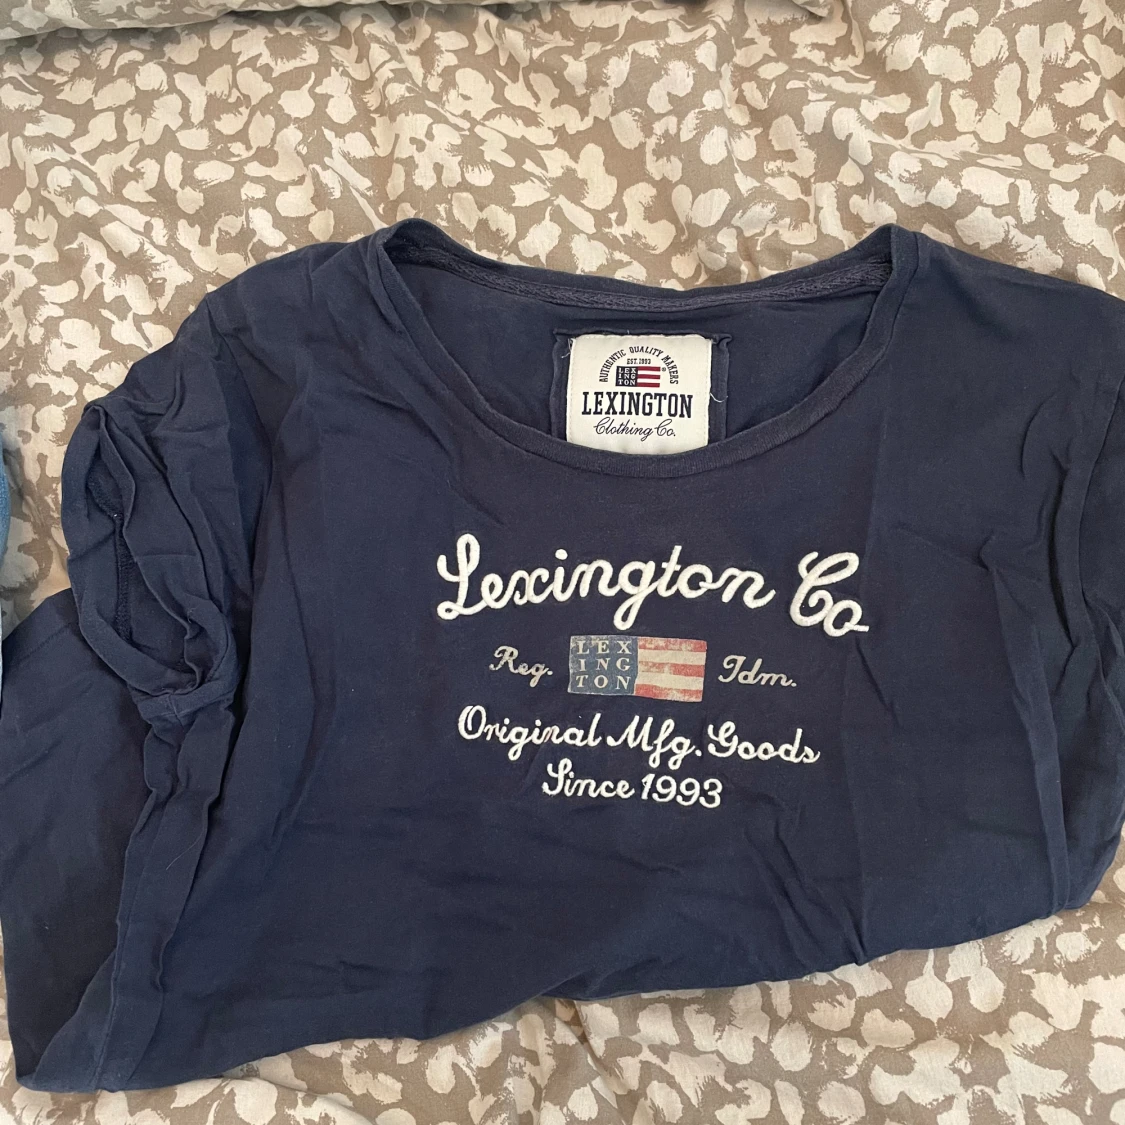 AUTHENTIC QUALITY MAKERS
EST. 1993
LEX
ING
TON
®
LEXINGTON
Clothing Co.
Lexington Co
Reg.
LEX
ING
TON
Idm.
Original Mfg. Goods
Since 1993